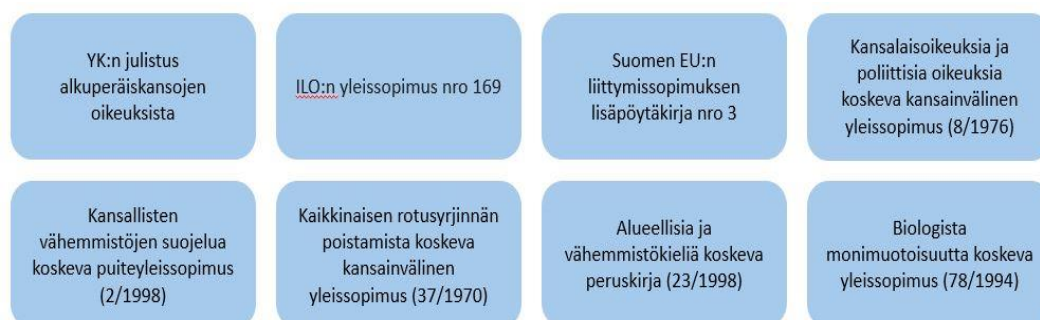 YK:n julistus
alkuperäiskansojen
oikeuksista
ILO:n yleissopimus nro 169
Suomen EU:n
liittymissopimuksen
lisäpöytäkirja nro 3
Kansalaisoikeuksia ja
poliittisia oikeuksia
koskeva kansainvälinen
yleissopimus (8/1976)
Kansallisten
vähemmistöjen suojelua
koskeva puiteyleissopimus
(2/1998)
Kaikkinaisen rotusyrjinnän
poistamista koskeva
kansainvälinen
yleissopimus (37/1970)
Alueellisia ja
vähemmistökieliä koskeva
peruskirja (23/1998)
Biologista
monimuotoisuutta koskeva
yleissopimus (78/1994)